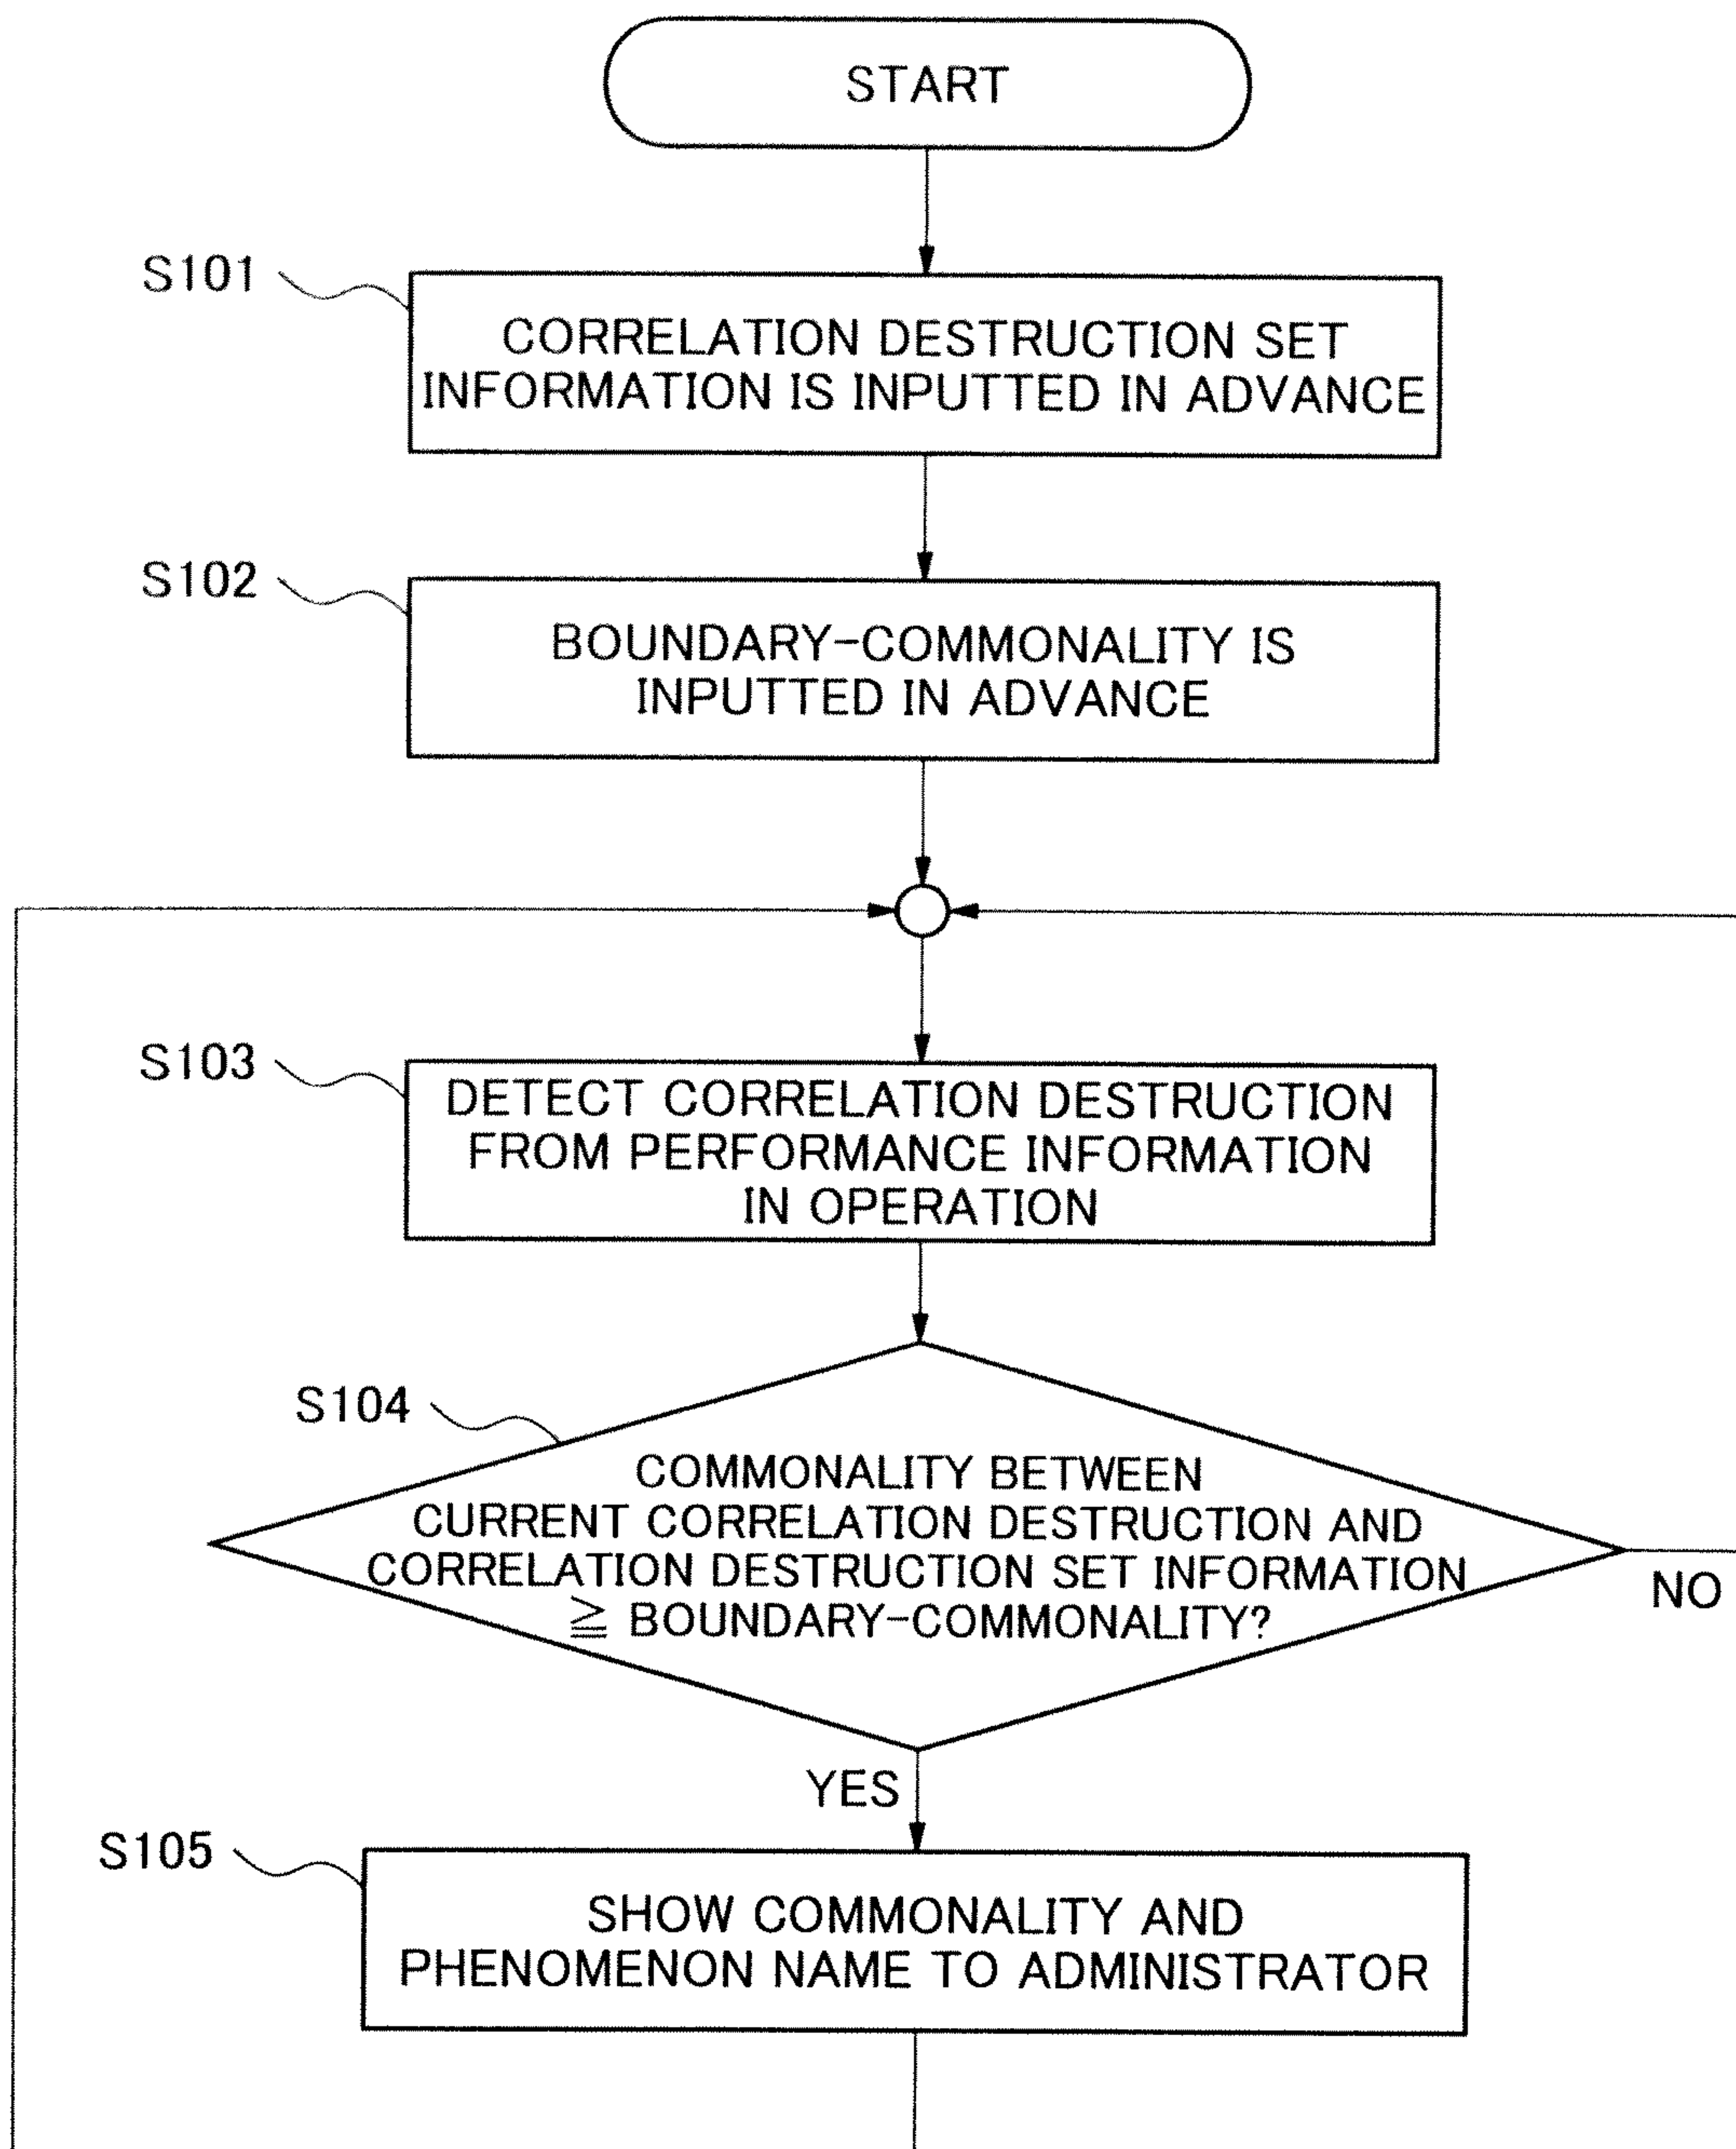 START
S101
CORRELATION DESTRUCTION SET
INFORMATION IS INPUTTED IN ADVANCE
S102
BOUNDARY-COMMONALITY IS
INPUTTED IN ADVANCE
S103
DETECT CORRELATION DESTRUCTION
FROM PERFORMANCE INFORMATION
IN OPERATION
S104
COMMONALITY BETWEEN
CURRENT CORRELATION DESTRUCTION AND
CORRELATION DESTRUCTION SET INFORMATION
≧ BOUNDARY-COMMONALITY?
NO
YES
S105
SHOW COMMONALITY AND
PHENOMENON NAME TO ADMINISTRATOR